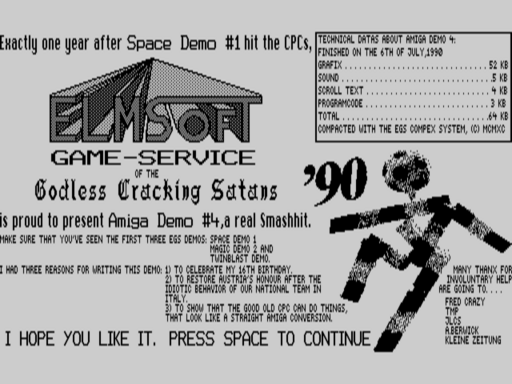 Exactly one year after Space Demo #1 hit the CPCs,
ELMSOFT
GAME-SERVICE
OF THE
Godless Cracking Satans
is proud to present Amiga Demo #4,a real Smashhit.
MAKE SURE THAT YOU'VE SEEN THE FIRST THREE EGS DEMOS: SPACE DEMO 1
MAGIC DEMO 2 AND
TWINBLAST DEMO.
I HAD THREE REASONS FOR WRITING THIS DEMO: 1) TO CELEBRATE MY 16TH BIRTHDAY.
2) TO RESTORE AUSTRIA'S HONOUR AFTER THE
IDIOTIC BEHAVIOR OF OUR NATIONAL TEAM IN
ITALY.
3) TO SHOW THAT THE GOOD OLD CPC CAN DO THINGS,
THAT LOOK LIKE A STRAIGHT AMIGA CONVERSION.
I HOPE YOU LIKE IT. PRESS SPACE TO CONTINUE
TECHNICAL DATAS ABOUT AMIGA DEMO 4:
FINISHED ON THE 6TH OF JULY,1990
GRAFIX..................................52 KB
SOUND....................................5 KB
SCROLL TEXT..............................4 KB
PROGRAMCODE..............................3 KB
TOTAL...................................64 KB
COMPACTED WITH THE EGS COMPEX SYSTEM, (C) MCMXC
'90
MANY THANX FOR
INVOLUNTARY HELP
ARE GOING TO....
FRED CRAZY
TMP
JLCS
A.BERWICK
KLEINE ZEITUNG